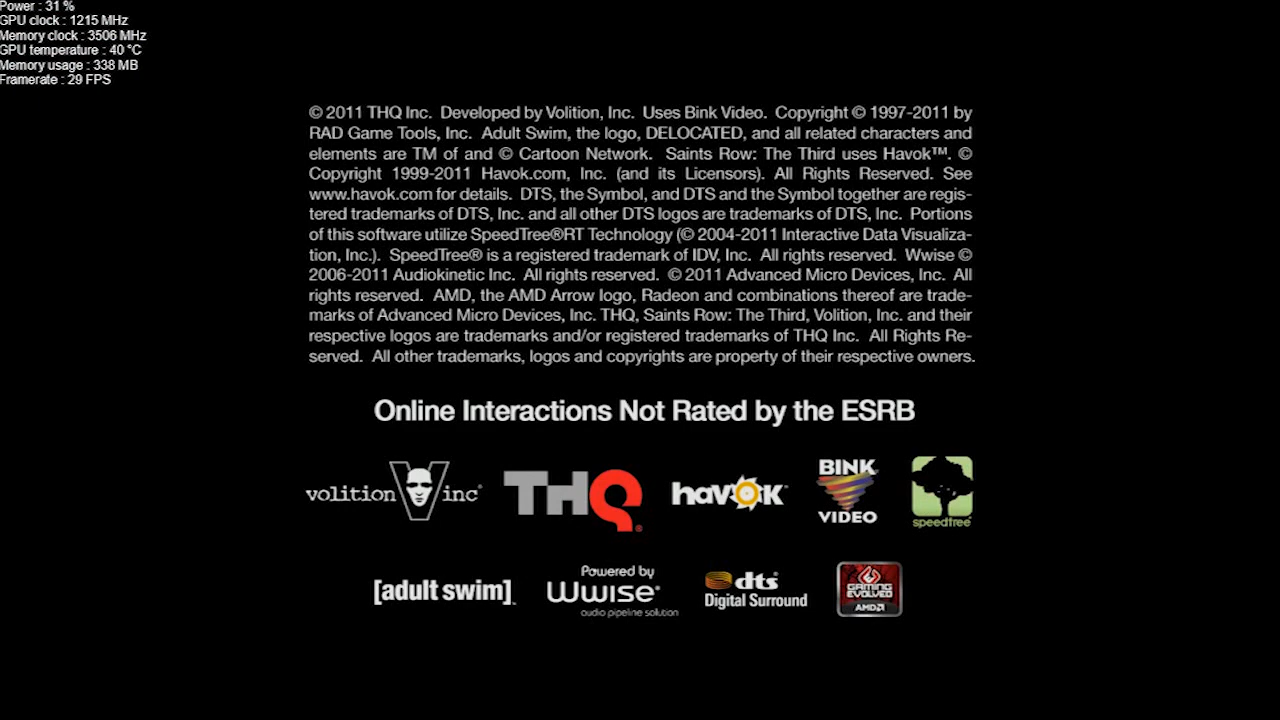 Power : 31 %
GPU clock : 1215 MHz
Memory clock : 3506 MHz
GPU temperature : 40 °C
Memory usage : 338 MB
Framerate : 29 FPS
© 2011 THQ Inc. Developed by Volition, Inc. Uses Bink Video. Copyright © 1997-2011 by
RAD Game Tools, Inc. Adult Swim, the logo, DELOCATED, and all related characters and
elements are TM of and © Cartoon Network. Saints Row: The Third uses Havok™. ©
Copyright 1999-2011 Havok.com, Inc. (and its Licensors). All Rights Reserved. See
www.havok.com for details. DTS, the Symbol, and DTS and the Symbol together are regis-
tered trademarks of DTS, Inc. and all other DTS logos are trademarks of DTS, Inc. Portions
of this software utilize SpeedTree®RT Technology (© 2004-2011 Interactive Data Visualiza-
tion, Inc.). SpeedTree® is a registered trademark of IDV, Inc. All rights reserved. Wwise ©
2006-2011 Audiokinetic Inc. All rights reserved. © 2011 Advanced Micro Devices, Inc. All
rights reserved. AMD, the AMD Arrow logo, Radeon and combinations thereof are trade-
marks of Advanced Micro Devices, Inc. THQ, Saints Row: The Third, Volition, Inc. and their
respective logos are trademarks and/or registered trademarks of THQ Inc. All Rights Re-
served. All other trademarks, logos and copyrights are property of their respective owners.
Online Interactions Not Rated by the ESRB
volition V inc
THQ
havok
BINK
VIDEO
speedtree
[adult swim]
Powered by
Wwise
audio pipeline solution
dts
Digital Surround
GAMING
EVOLVED
AMD